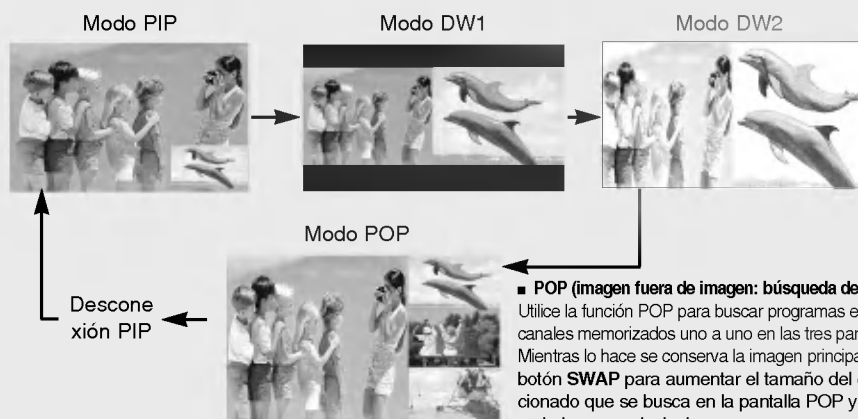 Modo PIP
Modo DW1
Modo DW2
Modo POP
Descone
xión PIP
■ POP (imagen fuera de imagen: búsqueda de
Utilice la función POP para buscar programas e
canales memorizados uno a uno en las tres pan
Mientras lo hace se conserva la imagen principa
botón SWAP para aumentar el tamaño del
cionado que se busca en la pantalla POP y